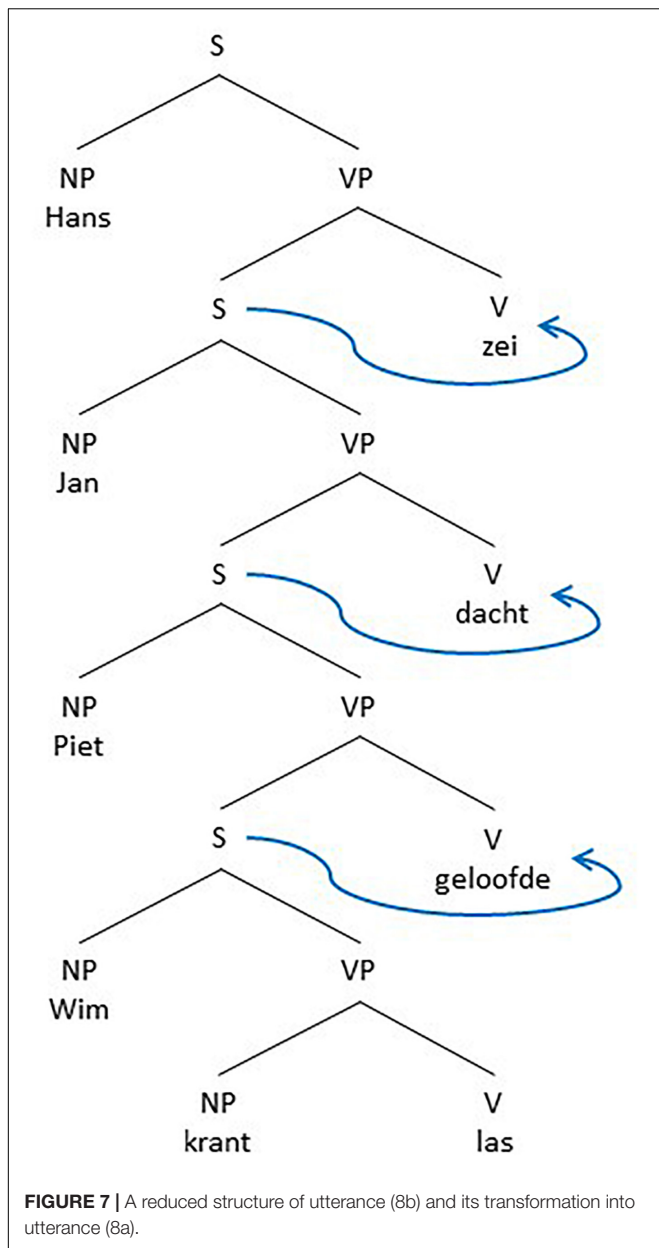 S
NP VP
Hans
S V
zei
NP VP
Jan
S V
dacht
NP VP
Piet
S V
geloofde
NP VP
Wim
NP V
krant las
FIGURE 7 | A reduced structure of utterance (8b) and its transformation into
utterance (8a).